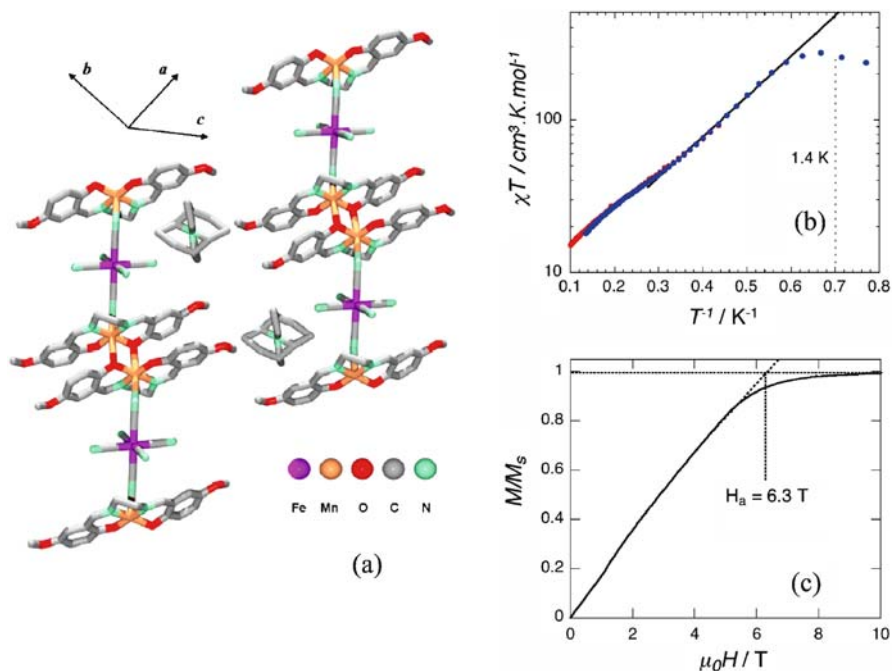 b
a
c
Fe Mn O C N
(a)
χT / cm³.K.mol⁻¹
100
10
1.4 K
(b)
0.1 0.2 0.3 0.4 0.5 0.6 0.7 0.8
T⁻¹ / K⁻¹
M/Mₛ
1
0.8
0.6
0.4
0.2
0
Hₐ = 6.3 T
(c)
0 2 4 6 8 10
μ₀H / T